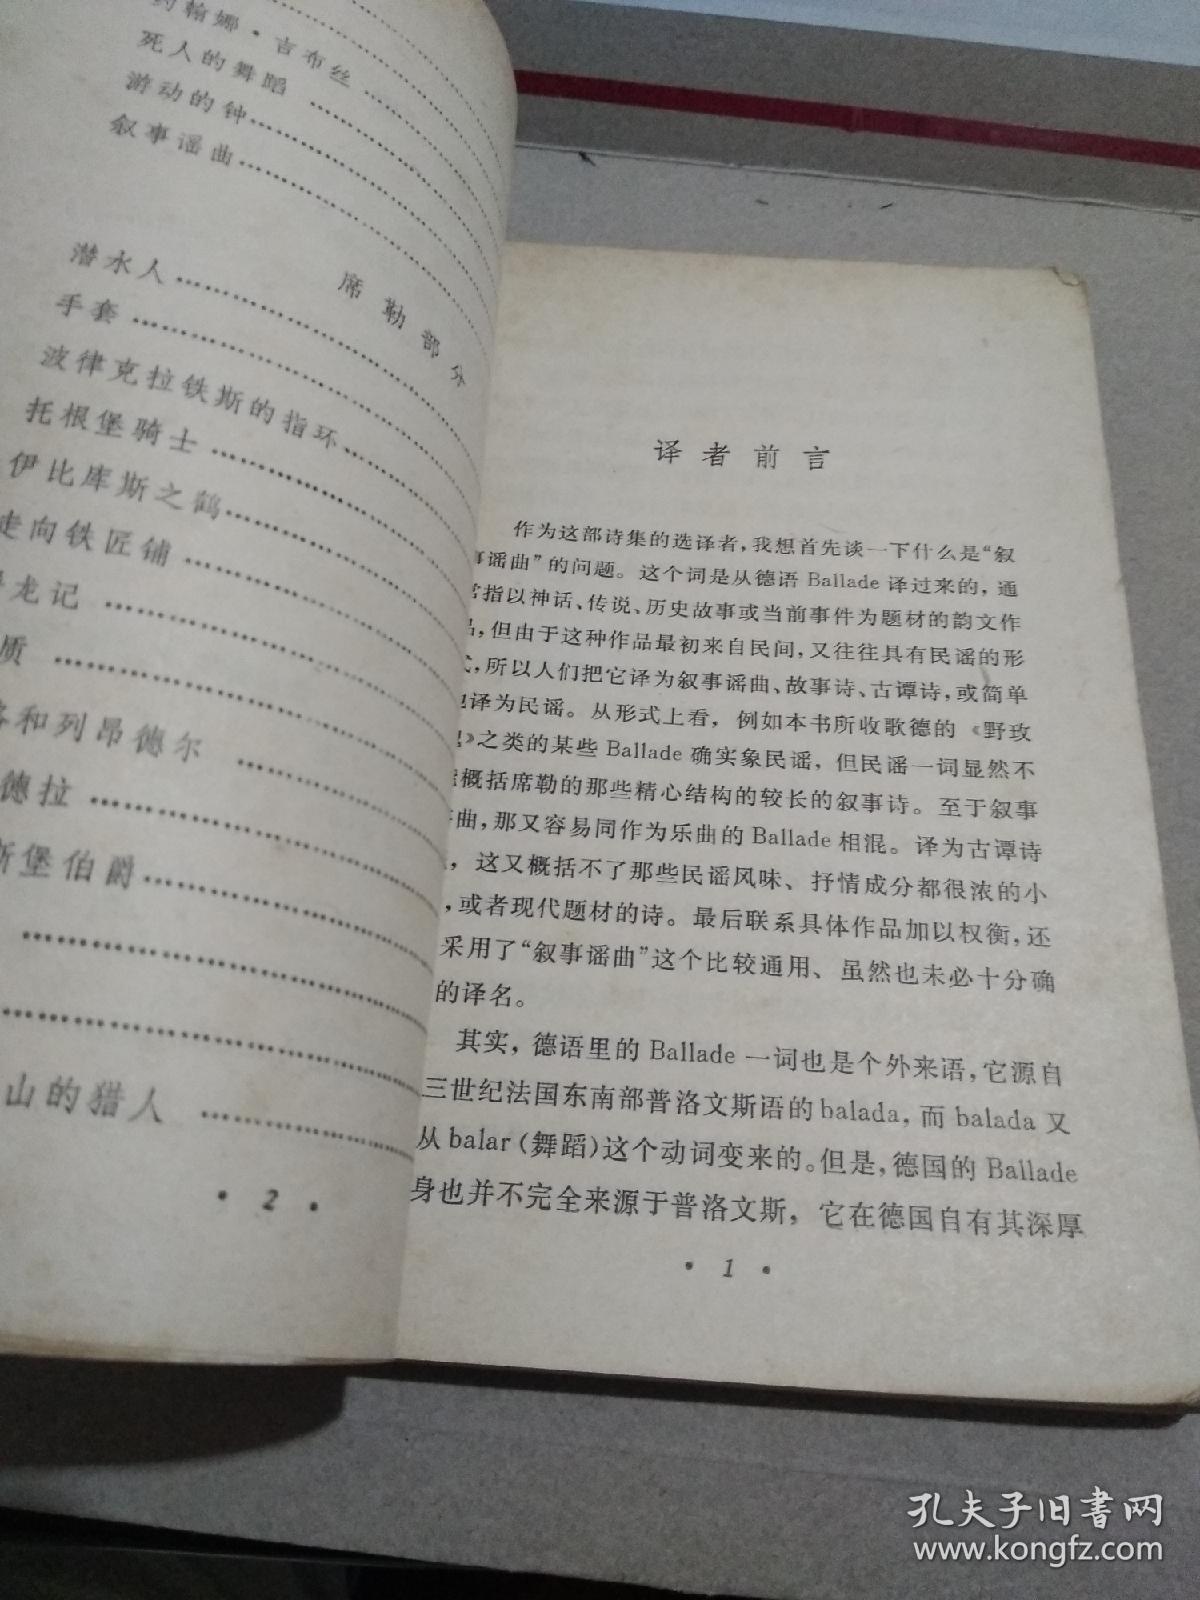 翰娜·吉布丝
死人的舞蹈
游动的钟
叙事谣曲
席勒部分
潜水人
手套
波律克拉铁斯的指环
托根堡骑士
伊比库斯之鹤
走向铁匠铺
龙记
质
和列昂德尔
德拉
斯堡伯爵
山的猎人
· 2 ·
译者前言
作为这部诗集的选译者，我想首先谈一下什么是“叙
事谣曲”的问题。这个词是从德语 Ballade 译过来的，通
常指以神话、传说、历史故事或当前事件为题材的韵文作
品，但由于这种作品最初来自民间，又往往具有民谣的形
式，所以人们把它译为叙事谣曲、故事诗、古谭诗，或简单
地译为民谣。从形式上看，例如本书所收歌德的《野玫
》之类的某些 Ballade 确实象民谣，但民谣一词显然不
概括席勒的那些精心结构的较长的叙事诗。至于叙事
曲，那又容易同作为乐曲的 Ballade 相混。译为古谭诗
，这又概括不了那些民谣风味、抒情成分都很浓的小
，或者现代题材的诗。最后联系具体作品加以权衡，还
采用了“叙事谣曲”这个比较通用、虽然也未必十分确
的译名。
其实，德语里的 Ballade 一词也是个外来语，它源自
三世纪法国东南部普洛文斯语的 balada，而 balada 又
从 balar（舞蹈）这个动词变来的。但是，德国的 Ballade
身也并不完全来源于普洛文斯，它在德国自有其深厚
· 1 ·
孔夫子旧书网
www.kongfz.com